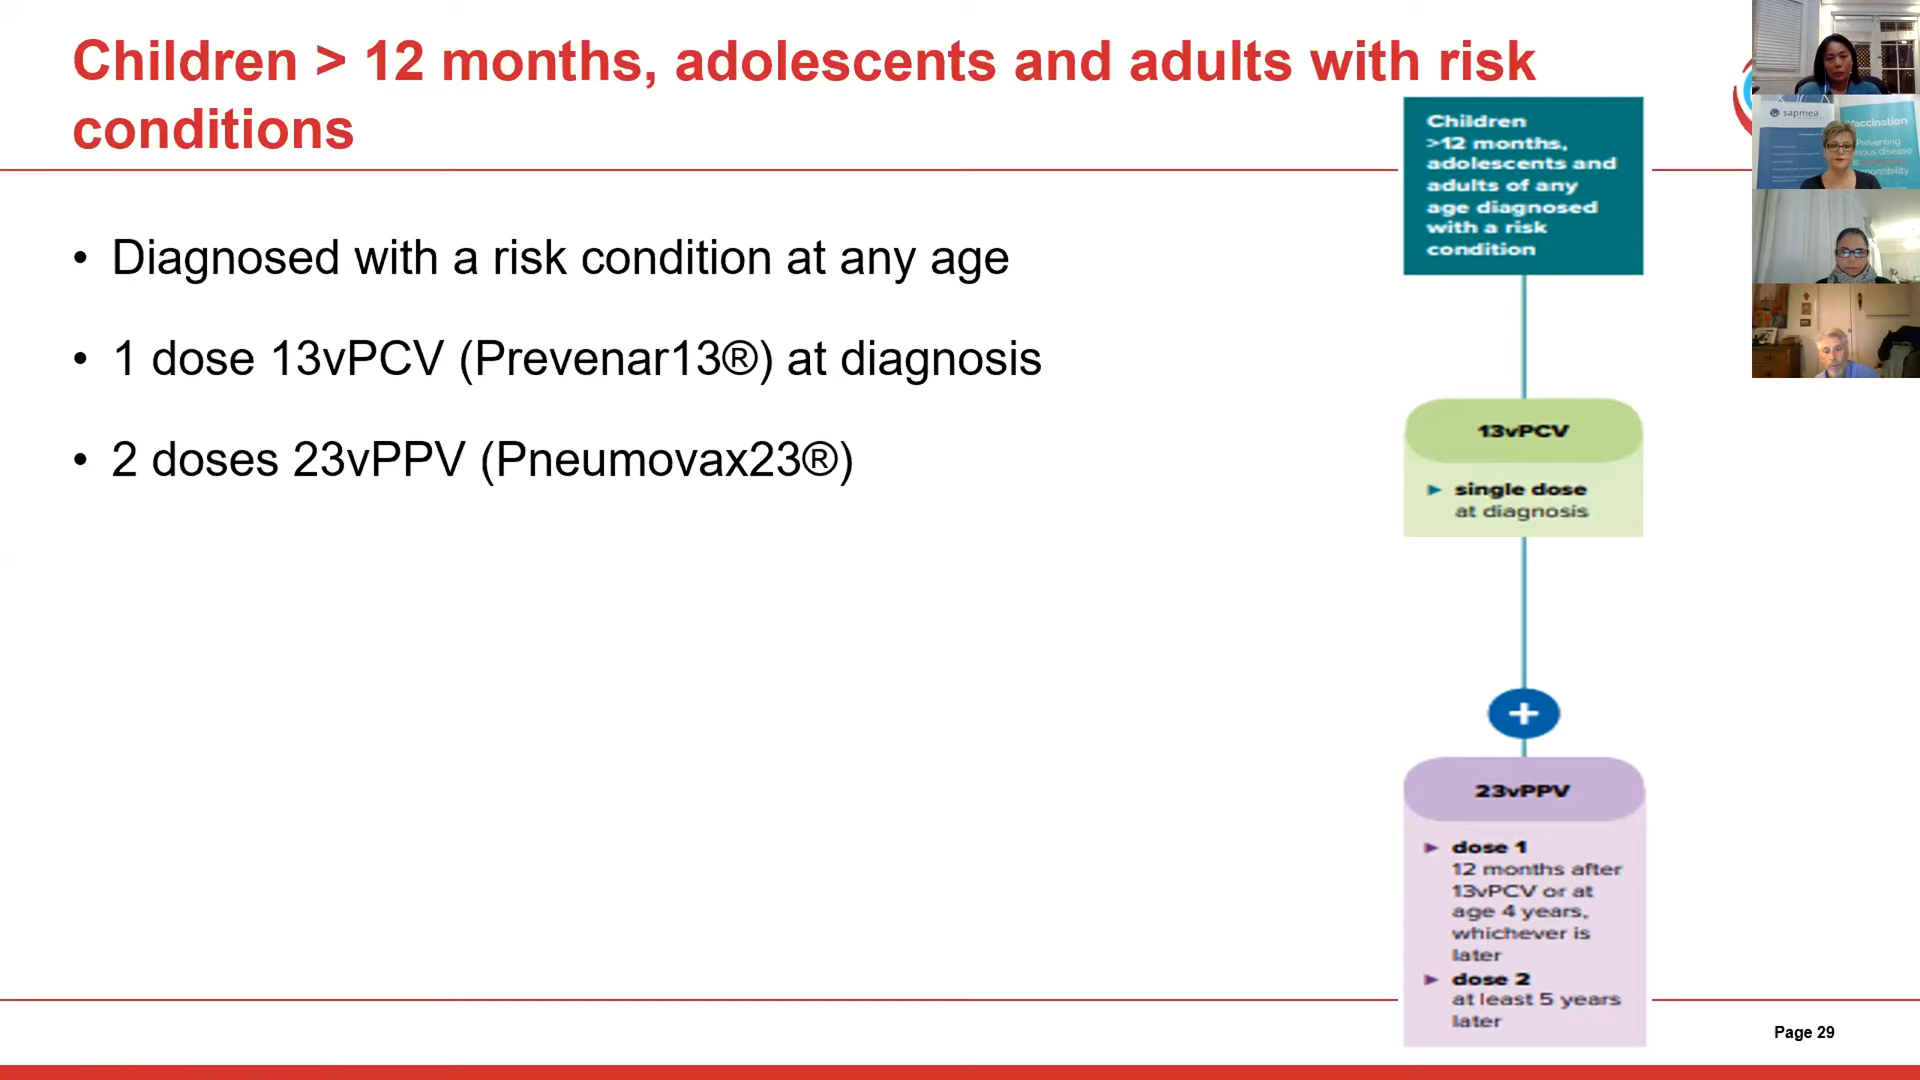 Children > 12 months, adolescents and adults with risk
conditions
• Diagnosed with a risk condition at any age
• 1 dose 13vPCV (Prevenar13®) at diagnosis
• 2 doses 23vPPV (Pneumovax23®)
Children
>12 months,
adolescents and
adults of any
age diagnosed
with a risk
condition
13vPCV
► single dose
at diagnosis
+
23vPPV
► dose 1
12 months after
13vPCV or at
age 4 years,
whichever is
later
► dose 2
at least 5 years
later
Page 29
sapmea
Vaccination
Preventing
disease